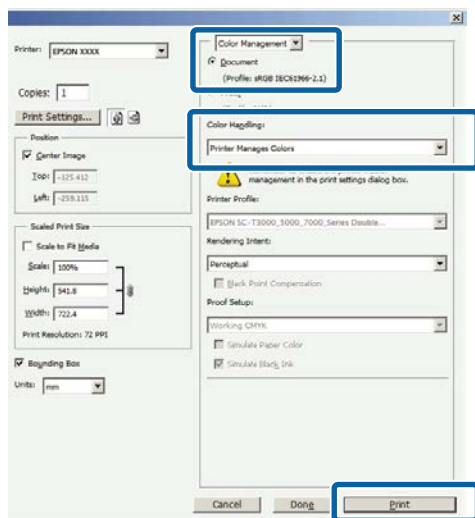 Printer: EPSON XXXX
Copies: 1
Print Settings...
Position
Center Image
Top: -125.412
Left: -259.115
Scaled Print Size
Scale to Fit Media
Scale: 100%
Height: 541.8
Width: 722.4
Print Resolution: 72 PPI
Bounding Box
Units: mm
Color Management
Document
(Profile: sRGB IEC61966-2.1)
Color Handling:
Printer Manages Colors
management in the print settings dialog box.
Printer Profile:
EPSON SC-T3000_5000_7000_Series Double...
Rendering Intent:
Perceptual
Black Point Compensation
Proof Setup:
Working CMYK
Simulate Paper Color
Simulate Black Ink
Cancel
Done
Print